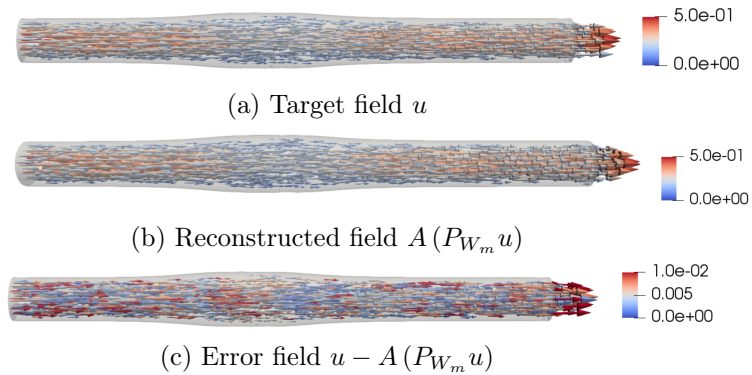 5.0e-01
0.0e+00
(a) Target field u
5.0e-01
0.0e+00
(b) Reconstructed field A (P_{W_m} u)
1.0e-02
0.005
0.0e+00
(c) Error field u − A (P_{W_m} u)